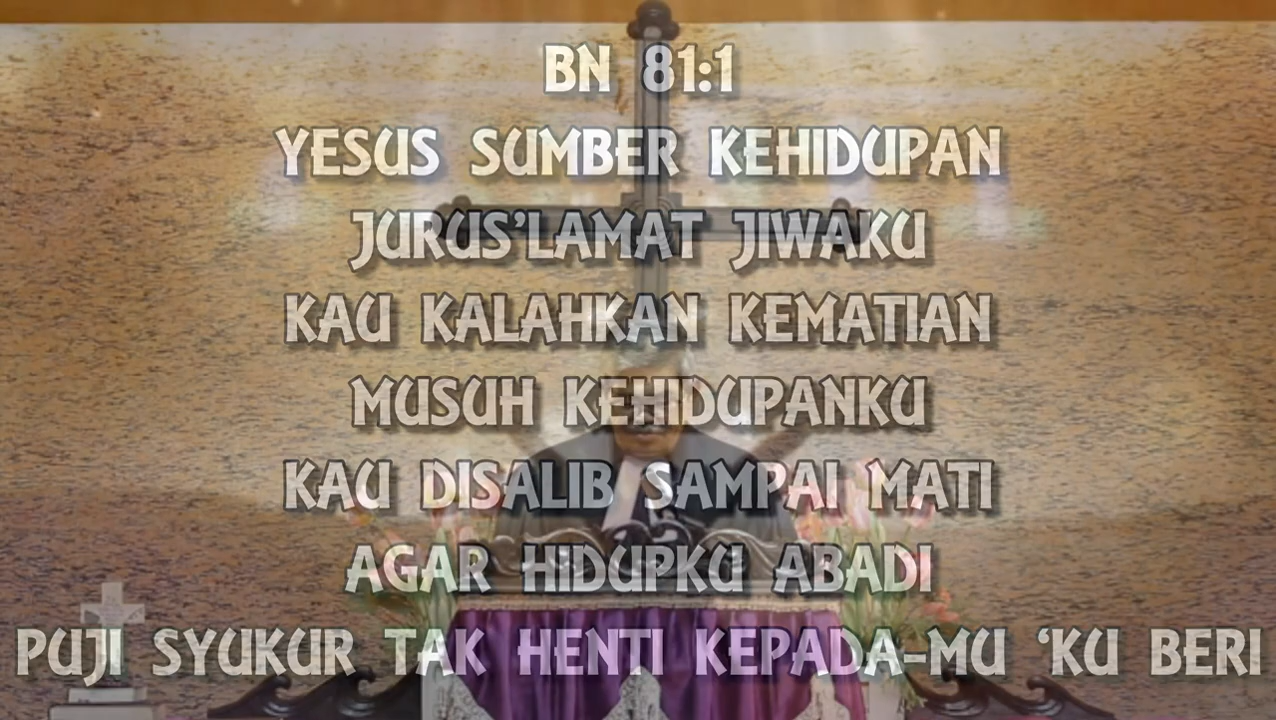 BN 81:1
YESUS SUMBER KEHIDUPAN
JURUS'LAMAT JIWAKU
KAU KALAHKAN KEMATIAN
MUSUH KEHIDUPANKU
KAU DISALIB SAMPAI MATI
AGAR HIDUPKU ABADI
PUJI SYUKUR TAK HENTI KEPADA-MU ‘KU BERI